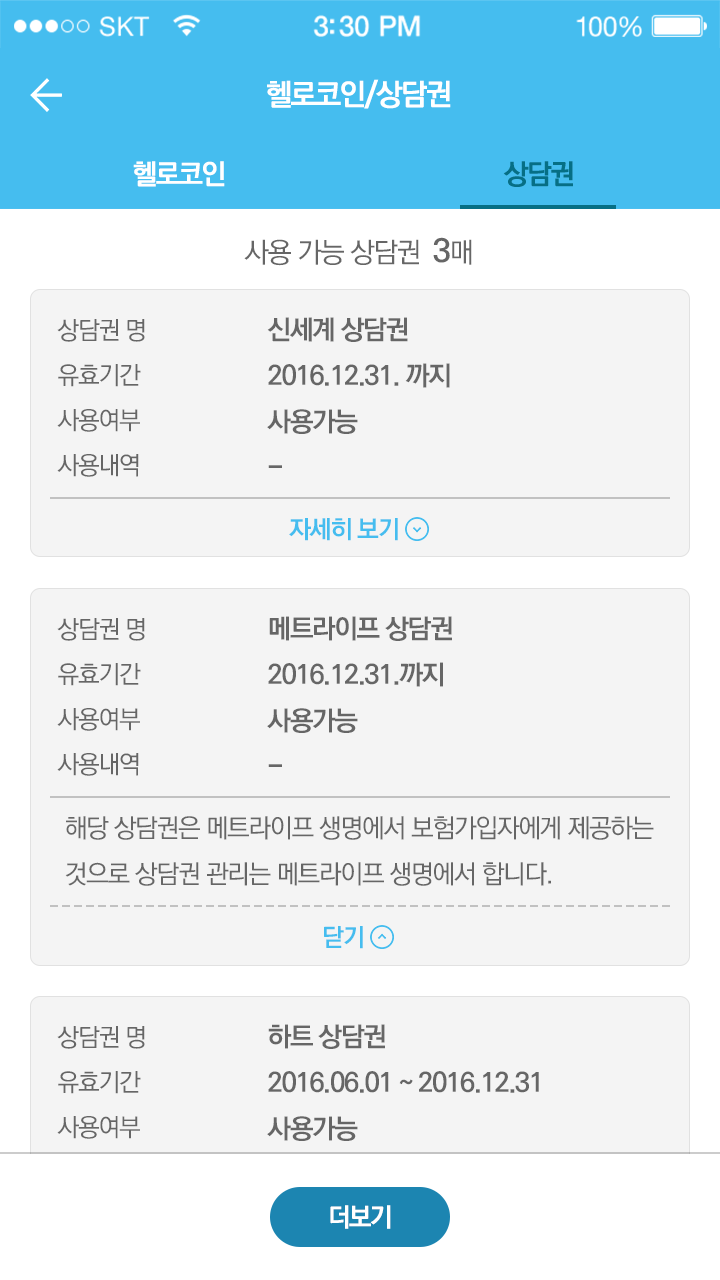 SKT 3:30 PM 100%
헬로코인/상담권
헬로코인 상담권
사용 가능 상담권 3매
상담권 명 신세계 상담권
유효기간 2016.12.31. 까지
사용여부 사용가능
사용내역 –
자세히 보기
상담권 명 메트라이프 상담권
유효기간 2016.12.31.까지
사용여부 사용가능
사용내역 –
해당 상담권은 메트라이프 생명에서 보험가입자에게 제공하는
것으로 상담권 관리는 메트라이프 생명에서 합니다.
닫기
상담권 명 하트 상담권
유효기간 2016.06.01 ~ 2016.12.31
사용여부 사용가능
더보기